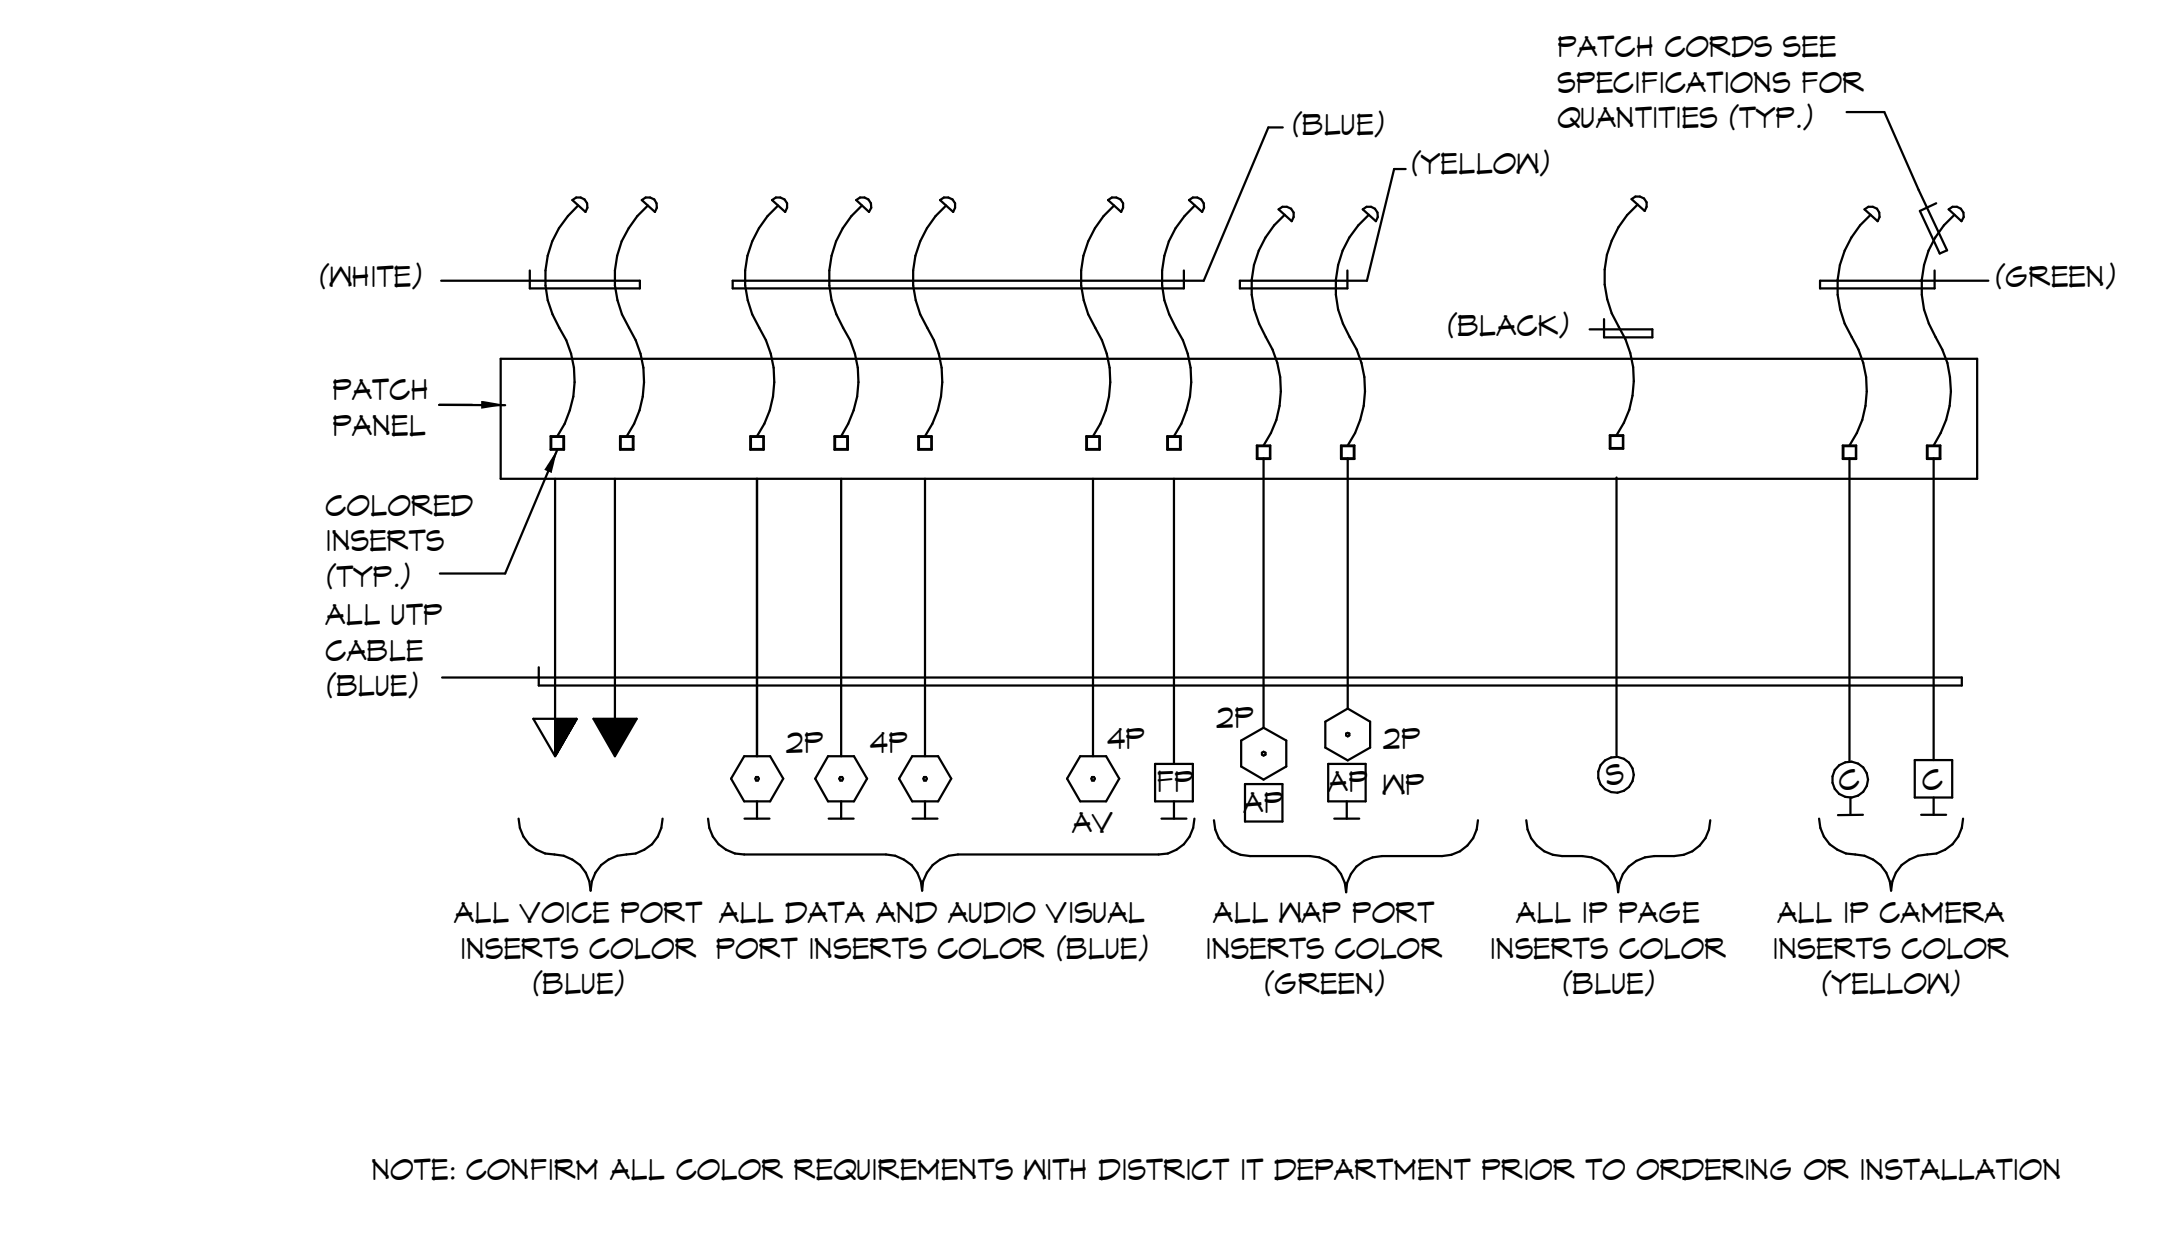 PATCH CORDS SEE
SPECIFICATIONS FOR
QUANTITIES (TYP.)
(BLUE)
(YELLOW)
(WHITE)
(GREEN)
(BLACK)
PATCH
PANEL
COLORED
INSERTS
(TYP.)
ALL UTP
CABLE
(BLUE)
2P
4P
4P
AV
FP
2P
AP
2P
AP WP
S
C
C
ALL VOICE PORT
INSERTS COLOR
(BLUE)
ALL DATA AND AUDIO VISUAL
PORT INSERTS COLOR (BLUE)
ALL WAP PORT
INSERTS COLOR
(GREEN)
ALL IP PAGE
INSERTS COLOR
(BLUE)
ALL IP CAMERA
INSERTS COLOR
(YELLOW)
NOTE: CONFIRM ALL COLOR REQUIREMENTS WITH DISTRICT IT DEPARTMENT PRIOR TO ORDERING OR INSTALLATION